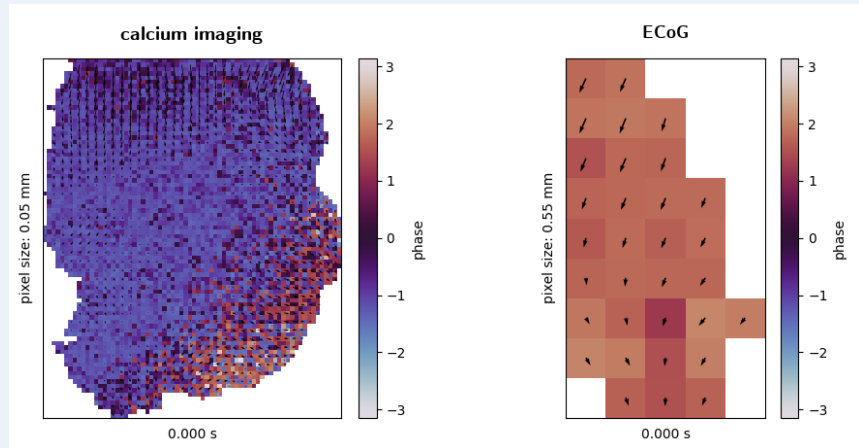 calcium imaging
pixel size: 0.05 mm
3
2
1
0
−1
−2
−3
phase
0.000 s
ECoG
pixel size: 0.55 mm
3
2
1
0
−1
−2
−3
phase
0.000 s